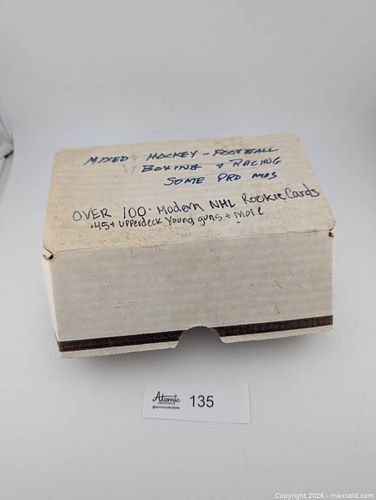 MIXED HOCKEY - FOOTBALL
BOXING + RACING
SOME PRO MAGS
OVER 100 - Modern NHL Rookie Cards
.45+ upperdeck young guns + more
Atomic
135
Copyright 2026 - maxsold.com